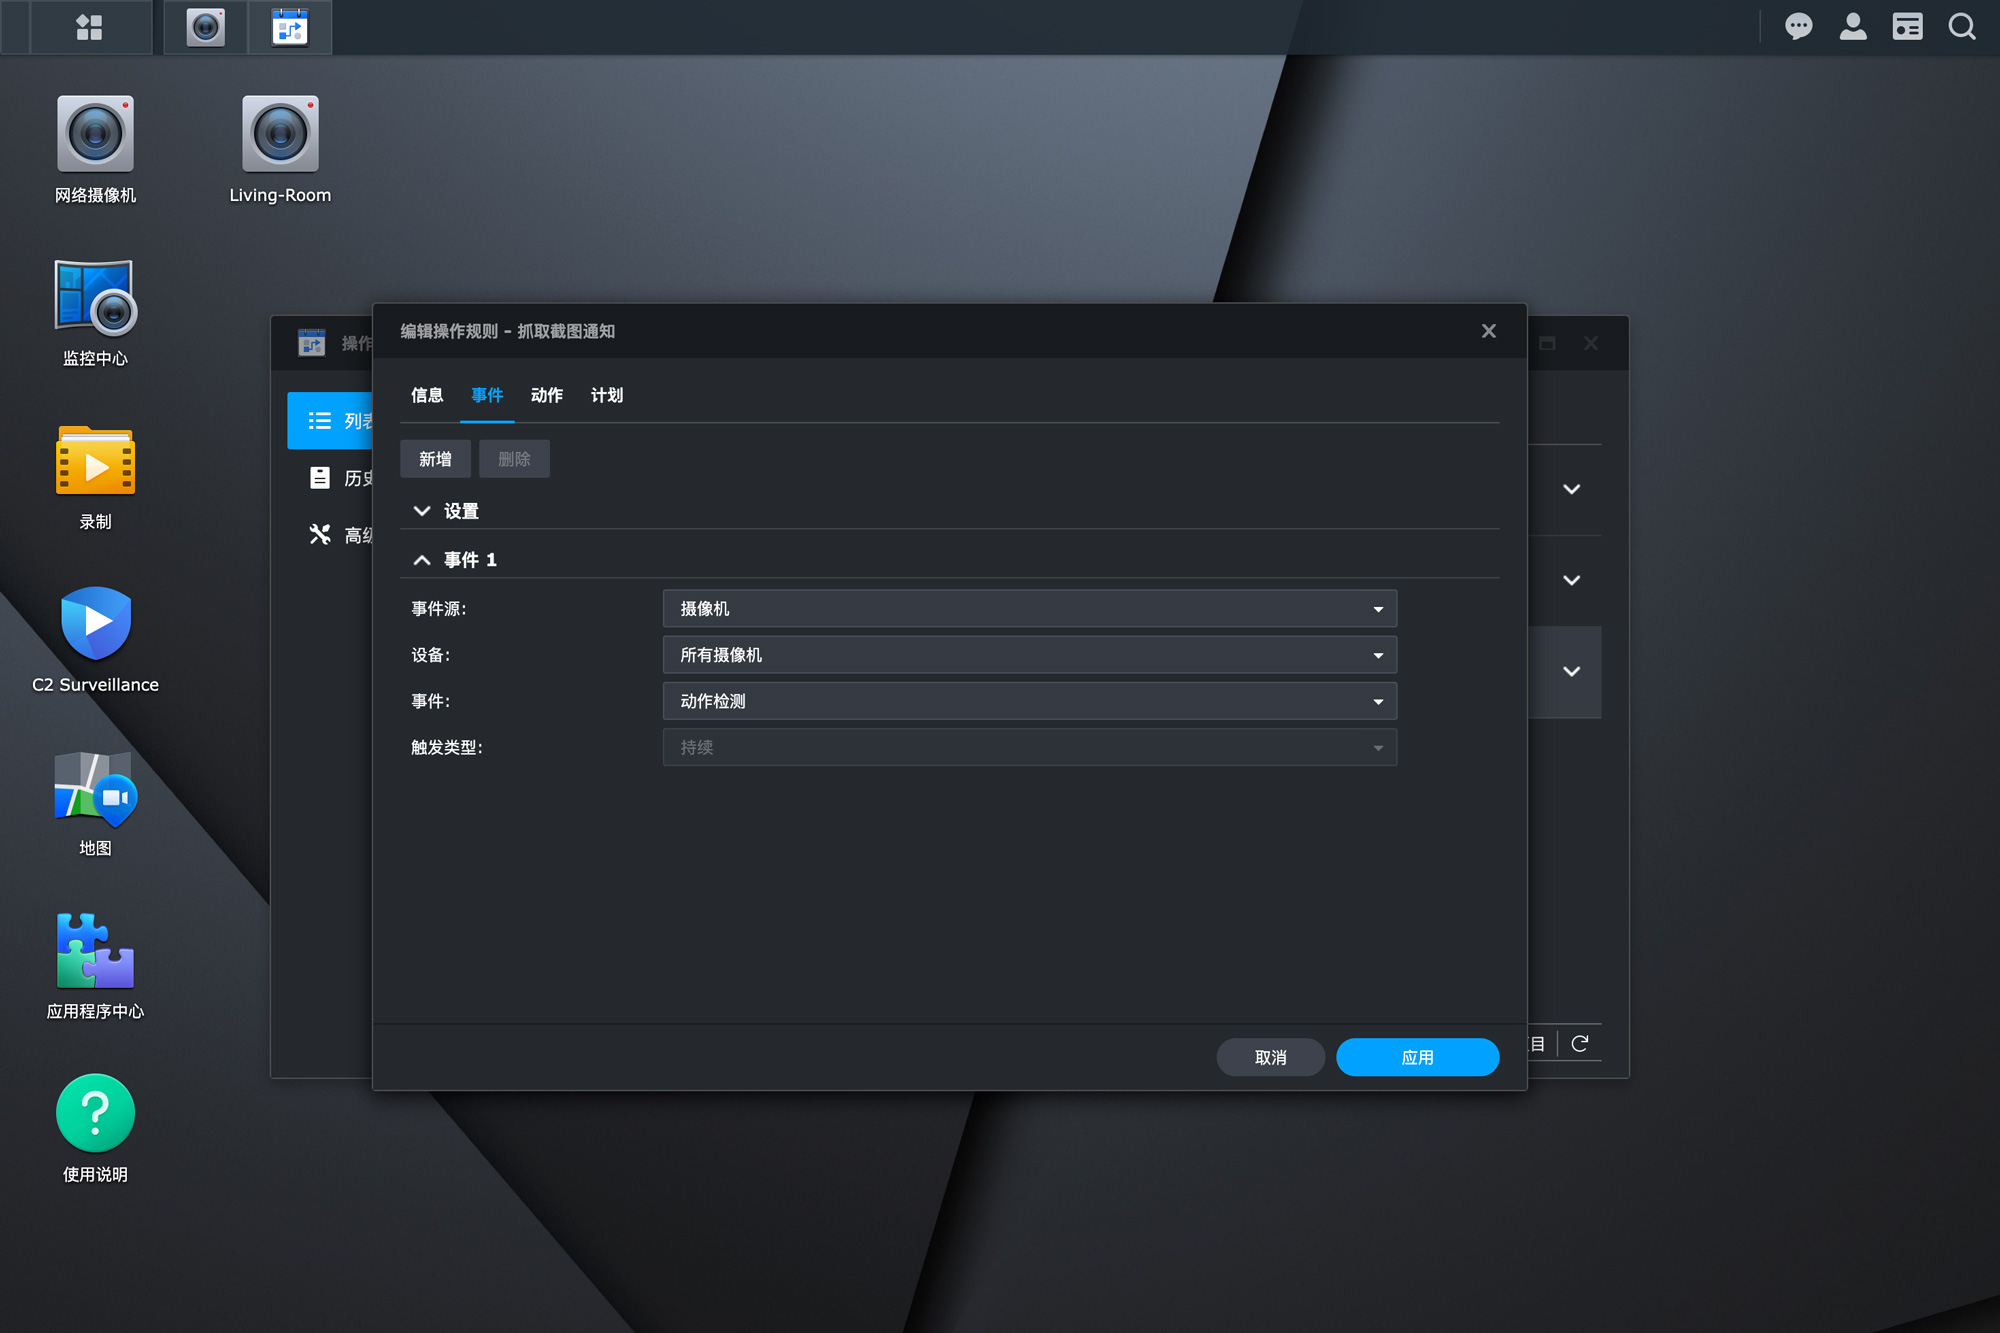 网络摄像机
Living-Room
监控中心
录制
C2 Surveillance
地图
应用程序中心
使用说明
操作
列表
历史
高级
编辑操作规则 - 抓取截图通知
信息 事件 动作 计划
新增 删除
设置
事件 1
事件源: 摄像机
设备: 所有摄像机
事件: 动作检测
触发类型: 持续
取消 应用
目